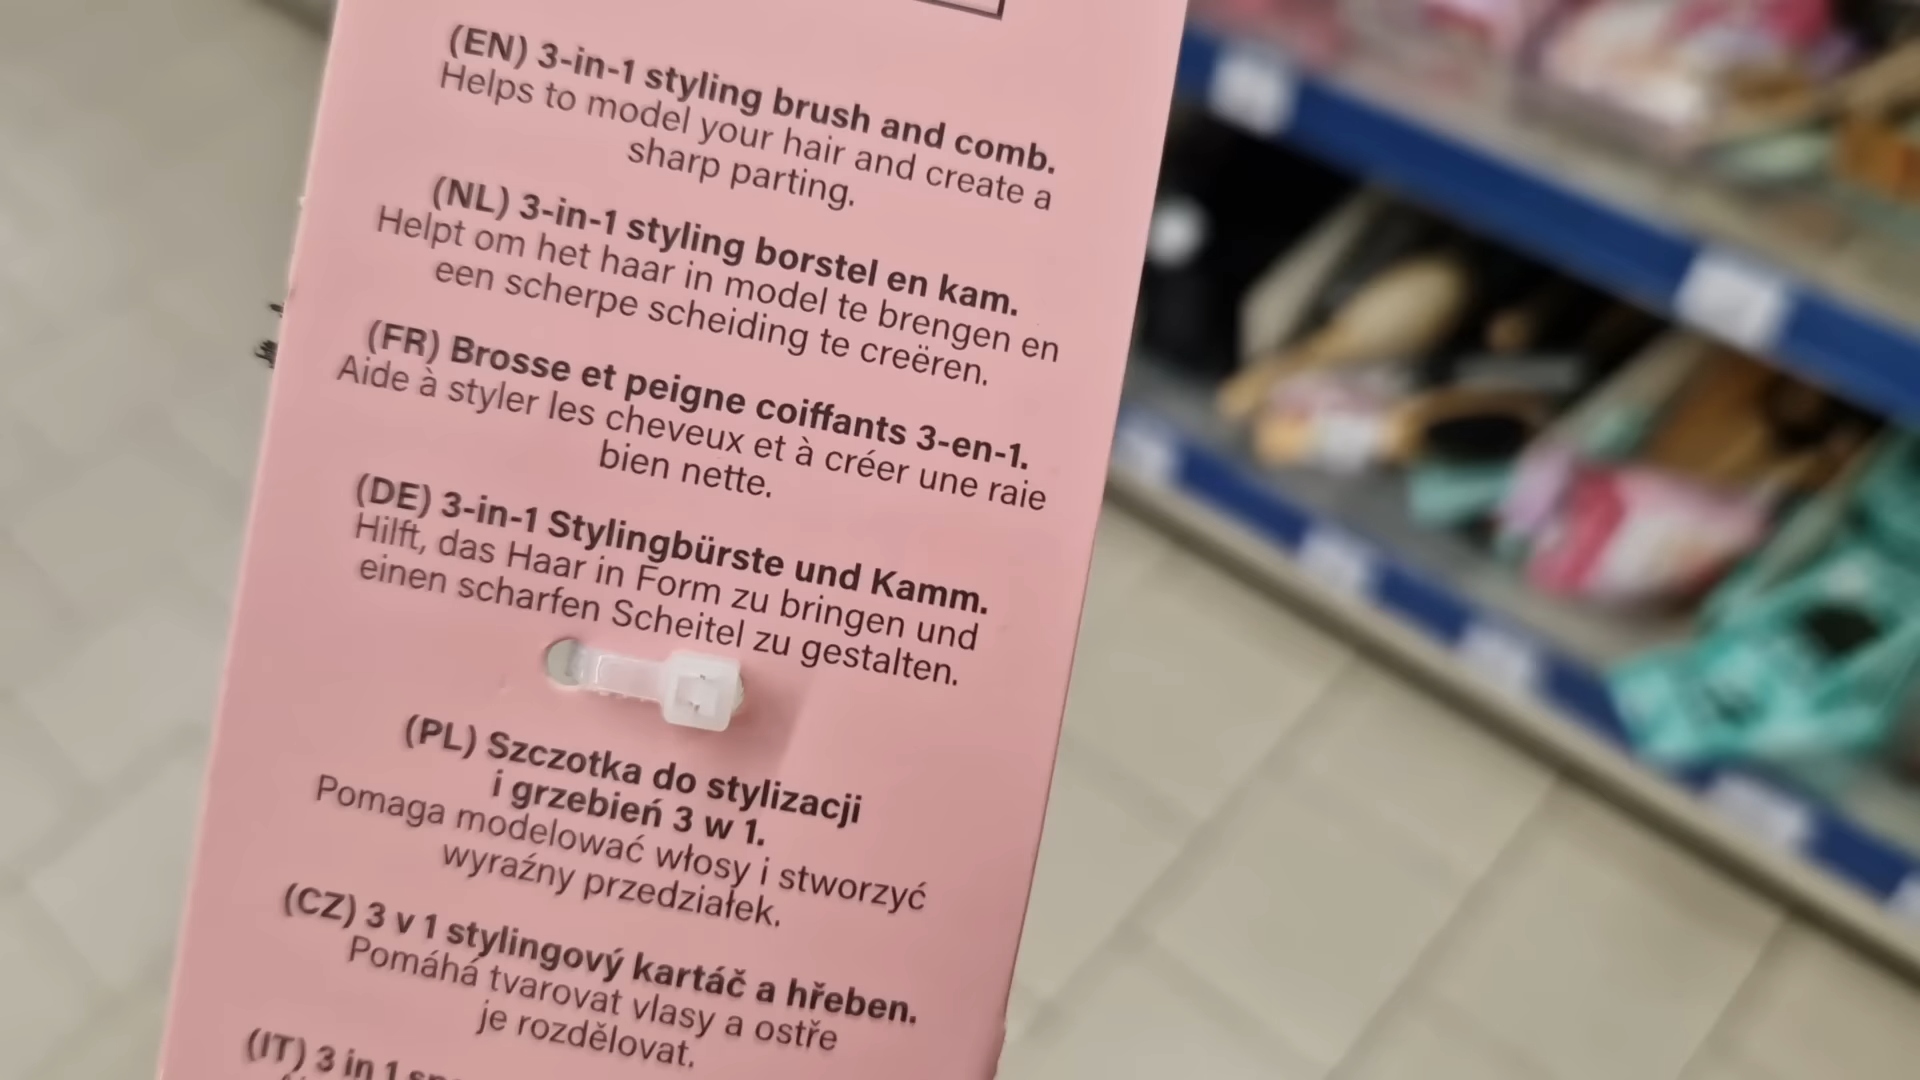 (EN) 3-in-1 styling brush and comb.
Helps to model your hair and create a
sharp parting.
(NL) 3-in-1 styling borstel en kam.
Helpt om het haar in model te brengen en
een scherpe scheiding te creëren.
(FR) Brosse et peigne coiffants 3-en-1.
Aide à styler les cheveux et à créer une raie
bien nette.
(DE) 3-in-1 Stylingbürste und Kamm.
Hilft, das Haar in Form zu bringen und
einen scharfen Scheitel zu gestalten.
(PL) Szczotka do stylizacji
i grzebień 3 w 1.
Pomaga modelować włosy i stworzyć
wyraźny przedziałek.
(CZ) 3 v 1 stylingový kartáč a hřeben.
Pomáhá tvarovat vlasy a ostře
je rozdělovat.
(IT) 3 in 1